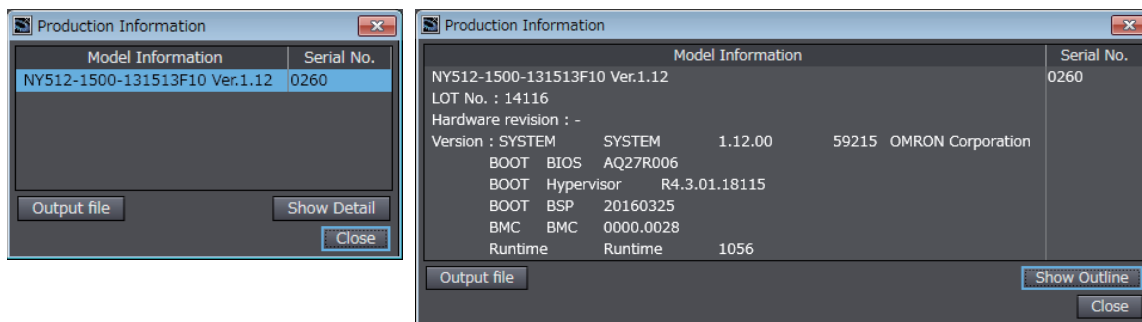 Production Information
Model Information Serial No.
NY512-1500-131513F10 Ver.1.12 0260
Output file Show Detail
Close
Production Information
Model Information Serial No.
NY512-1500-131513F10 Ver.1.12 0260
LOT No. : 14116
Hardware revision : -
Version : SYSTEM SYSTEM 1.12.00 59215 OMRON Corporation
BOOT BIOS AQ27R006
BOOT Hypervisor R4.3.01.18115
BOOT BSP 20160325
BMC BMC 0000.0028
Runtime Runtime 1056
Output file Show Outline
Close